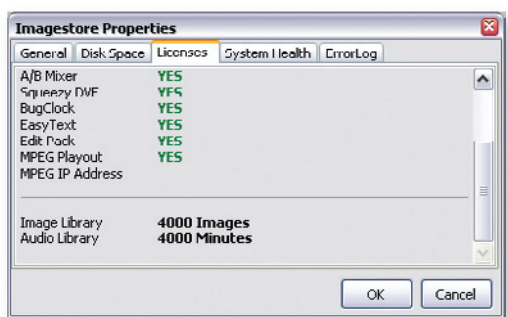 Imagestore Properties
General Disk Space Licenses System Health ErrorLog
A/B Mixer YES
Squeezy DVE YES
BugClock YES
EasyText YES
Edit Pack YES
MPEG Playout YES
MPEG IP Address
Image Library 4000 Images
Audio Library 4000 Minutes
OK Cancel